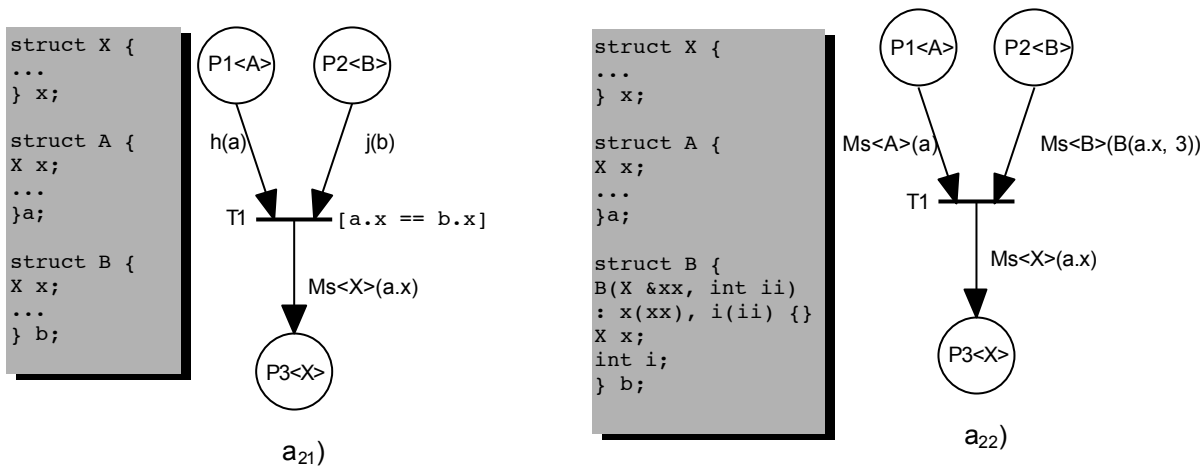 struct X {
...
} x;
struct A {
X x;
...
}a;
struct B {
X x;
...
} b;
P1<A>
P2<B>
h(a)
j(b)
T1
[a.x == b.x]
Ms<X>(a.x)
P3<X>
a21)
struct X {
...
} x;
struct A {
X x;
...
}a;
struct B {
B(X &xx, int ii)
: x(xx), i(ii) {}
X x;
int i;
} b;
P1<A>
P2<B>
Ms<A>(a)
Ms<B>(B(a.x, 3))
T1
Ms<X>(a.x)
P3<X>
a22)